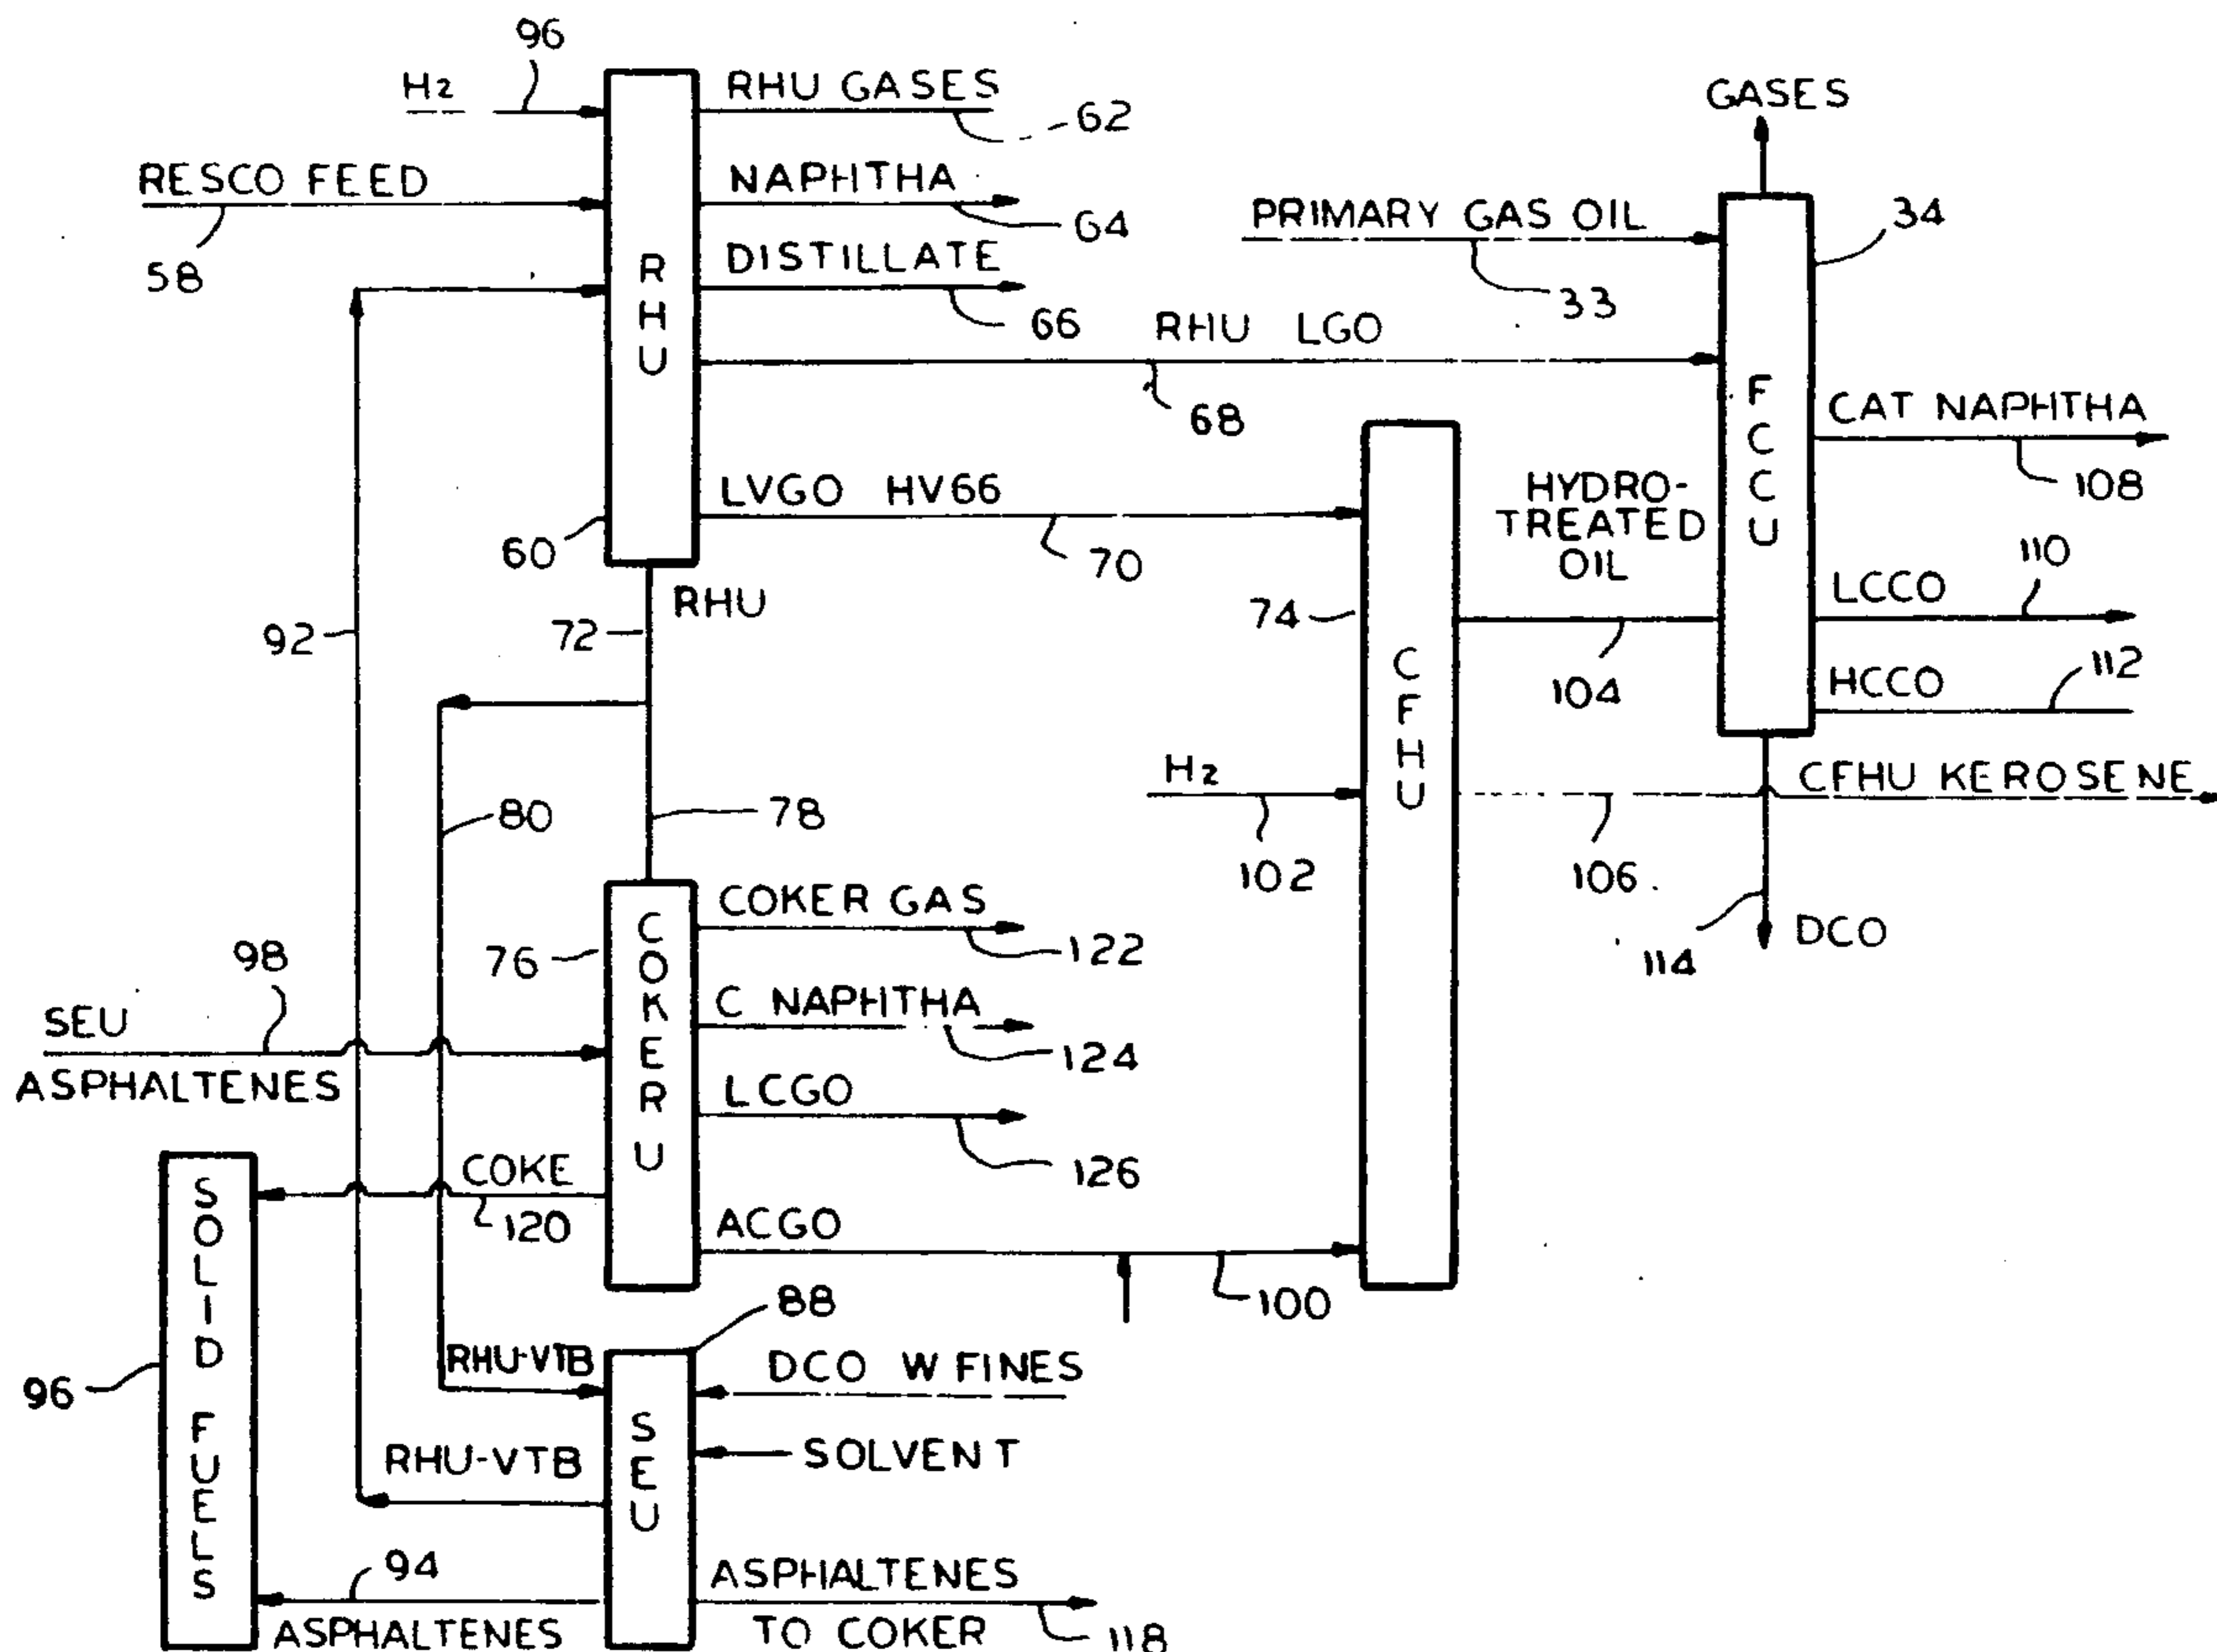 96
H2
RHU GASES
62
GASES
RESCO FEED
58
NAPHTHA
64
PRIMARY GAS OIL
33
34
DISTILLATE
66
RHU
RHU LGO
68
FCCU
CAT NAPHTHA
108
LVGO HV66
70
60
HYDRO-
TREATED
OIL
110
LCCO
RHU
72
74
92
CFHU
104
112
HCCO
H2
102
CFHU KEROSENE
106
80
78
114
DCO
COKER GAS
122
76
COKER U
98
SEU
ASPHALTENES
C NAPHTHA
124
LCGO
126
COKE
120
ACGO
100
SOLID FUELS
96
88
RHU-VTB
DCO W FINES
SEU
SOLVENT
RHU-VTB
94
ASPHALTENES
ASPHALTENES
TO COKER
118